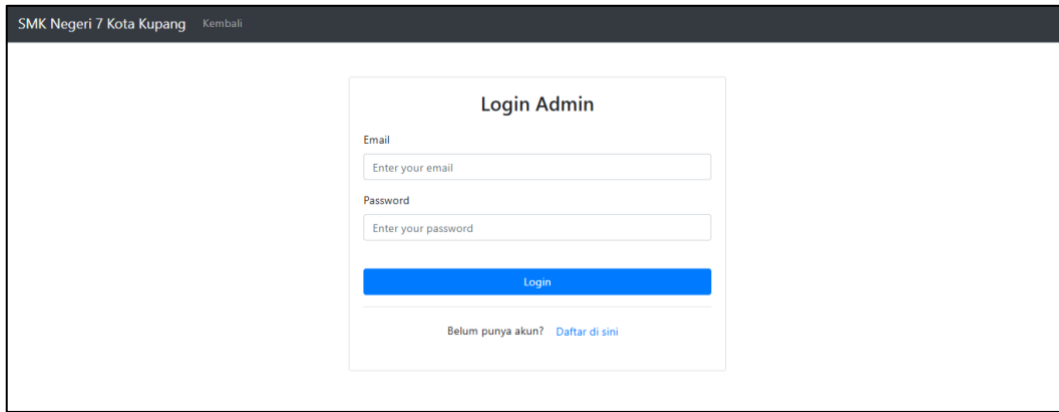 SMK Negeri 7 Kota Kupang Kembali
Login Admin
Email
Enter your email
Password
Enter your password
Login
Belum punya akun? Daftar di sini